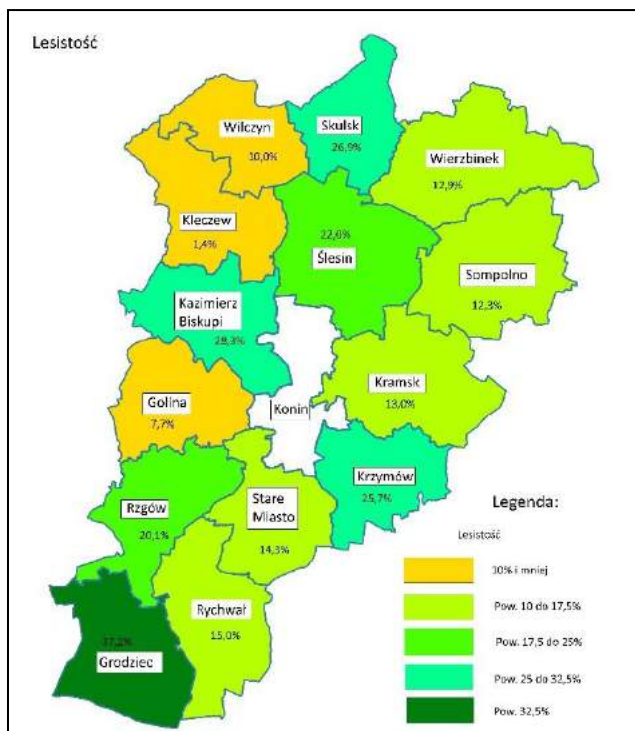 Lesistość
Wilczyn
10,0%
Skulsk
26,9%
Wierzbinek
12,9%
Kleczew
1,4%
22,6%
Ślesin
Sompolno
12,3%
Kazimierz
Biskupi
28,3%
Kramsk
13,0%
Golina
7,7%
Konin
Krzymów
25,7%
Rzgów
20,1%
Stare
Miasto
14,3%
Rychwał
15,0%
37,2%
Grodziec
Legenda:
Lesistość
10% i mniej
Pow. 10 do 17,5%
Pow. 17,5 do 25%
Pow. 25 do 32,5%
Pow. 32,5%